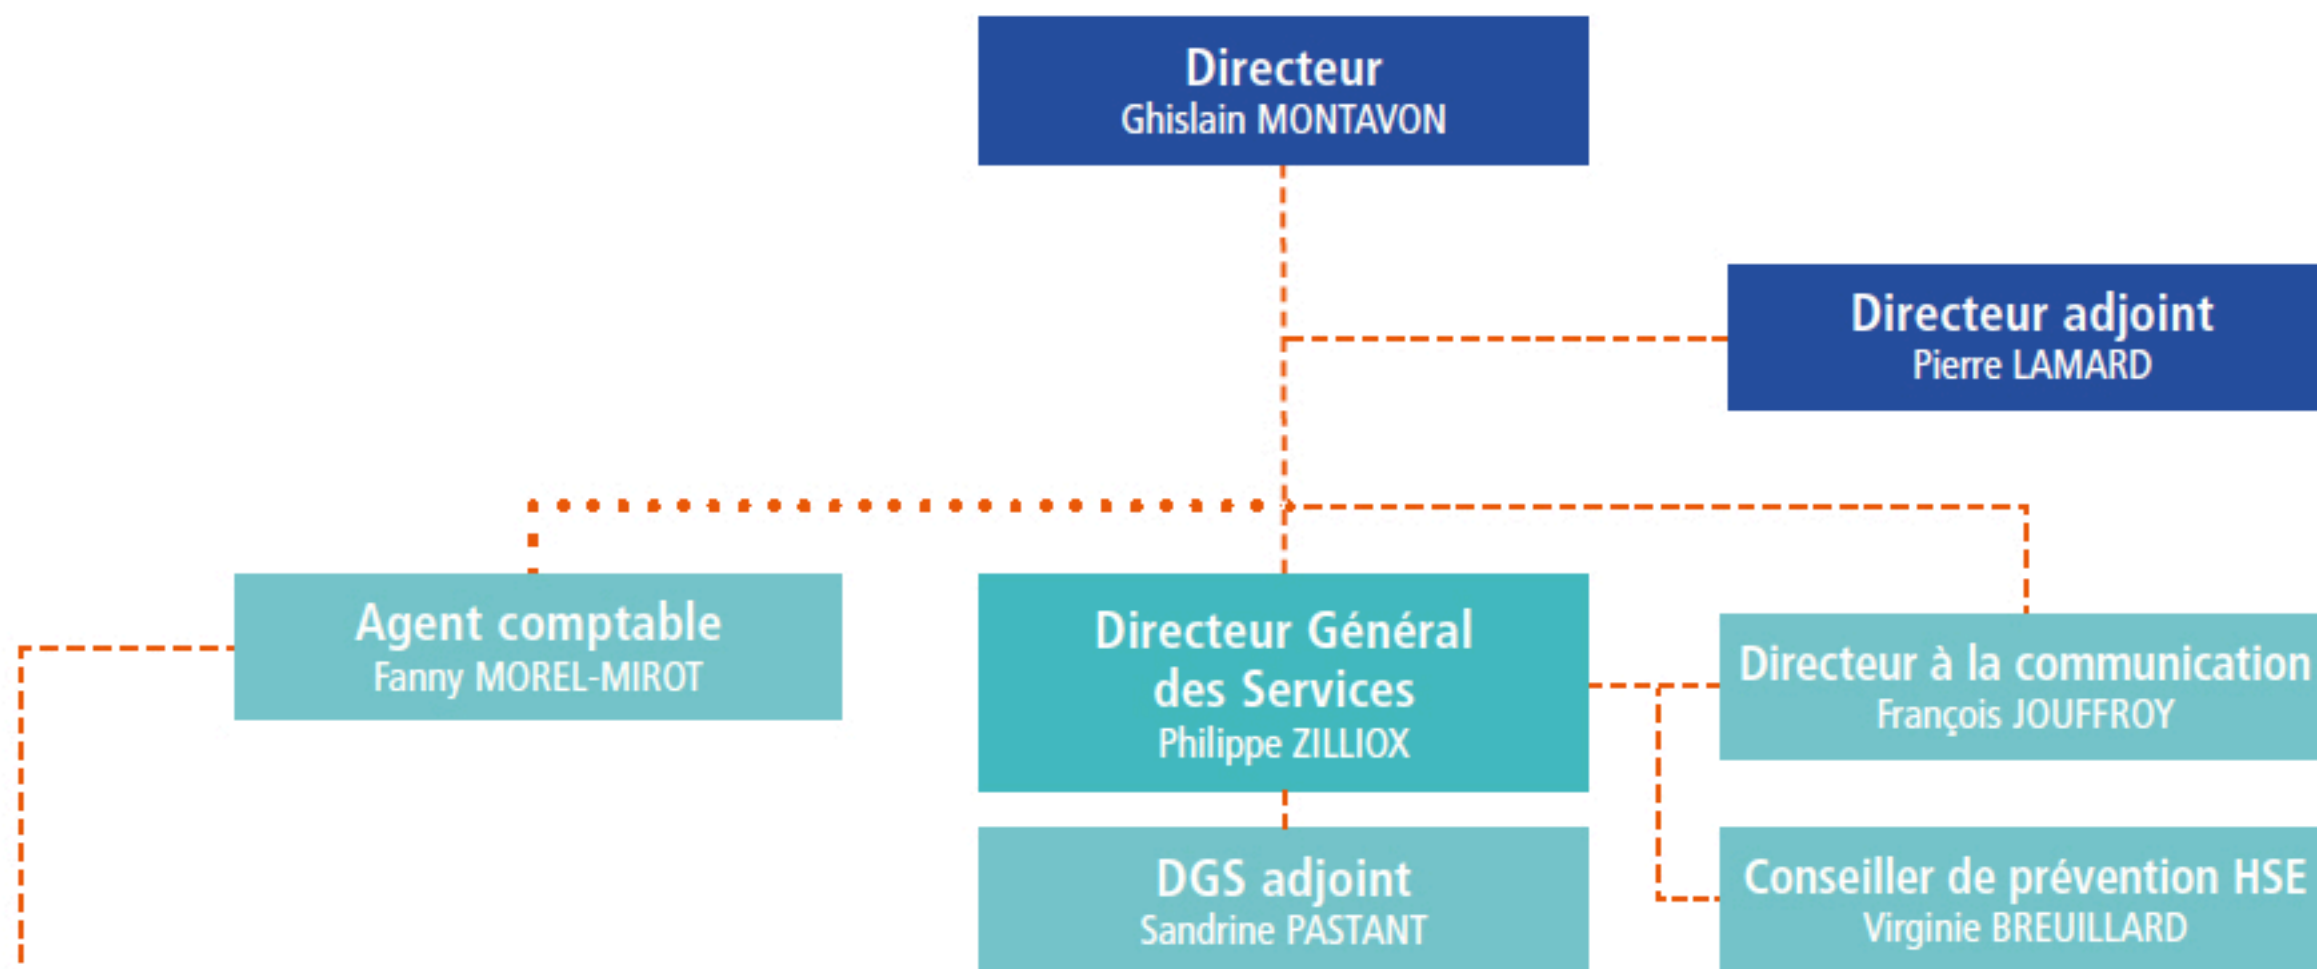 Directeur
Ghislain MONTAVON
Directeur adjoint
Pierre LAMARD
Agent comptable
Fanny MOREL-MIROT
Directeur Général
des Services
Philippe ZILLIOX
Directeur à la communication
François JOUFFROY
DGS adjoint
Sandrine PASTANT
Conseiller de prévention HSE
Virginie BREUILLARD